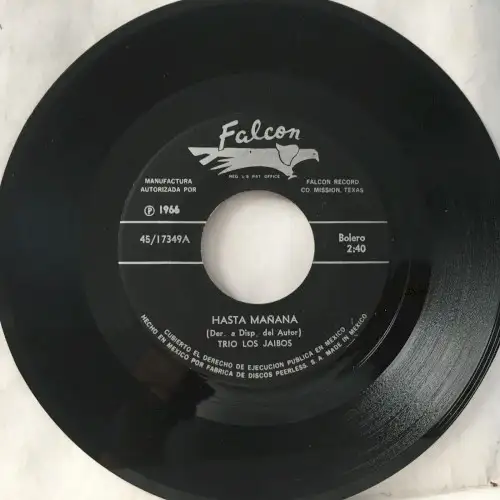 Falcon
REG. U.S. PAT. OFFICE
MANUFACTURA
AUTORIZADA POR
FALCON RECORD
CO. MISSION, TEXAS
Ⓟ 1966
45/17349A
Bolero
2:40
HASTA MAÑANA
(Der. a Disp. del Autor)
TRIO LOS JAIBOS
CUBIERTO EL DERECHO DE EJECUCION PUBLICA EN MEXICO
HECHO EN MEXICO POR FABRICA DE DISCOS PEERLESS. S. A. MADE IN MEXICO